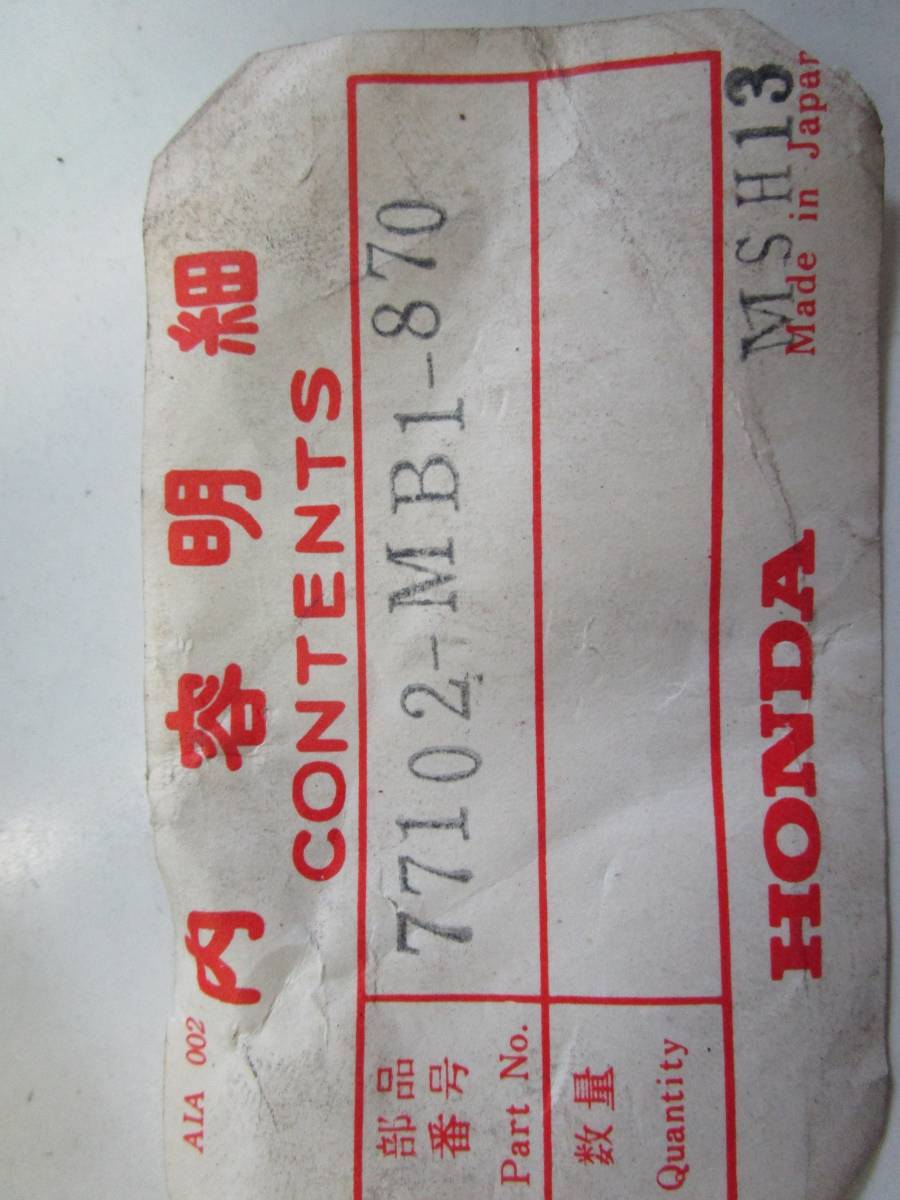 AIA 002
内容明細
CONTENTS
部品
番号
Part No.
77102-MB1-870
数量
Quantity
HONDA
MSH13
Made in Japan